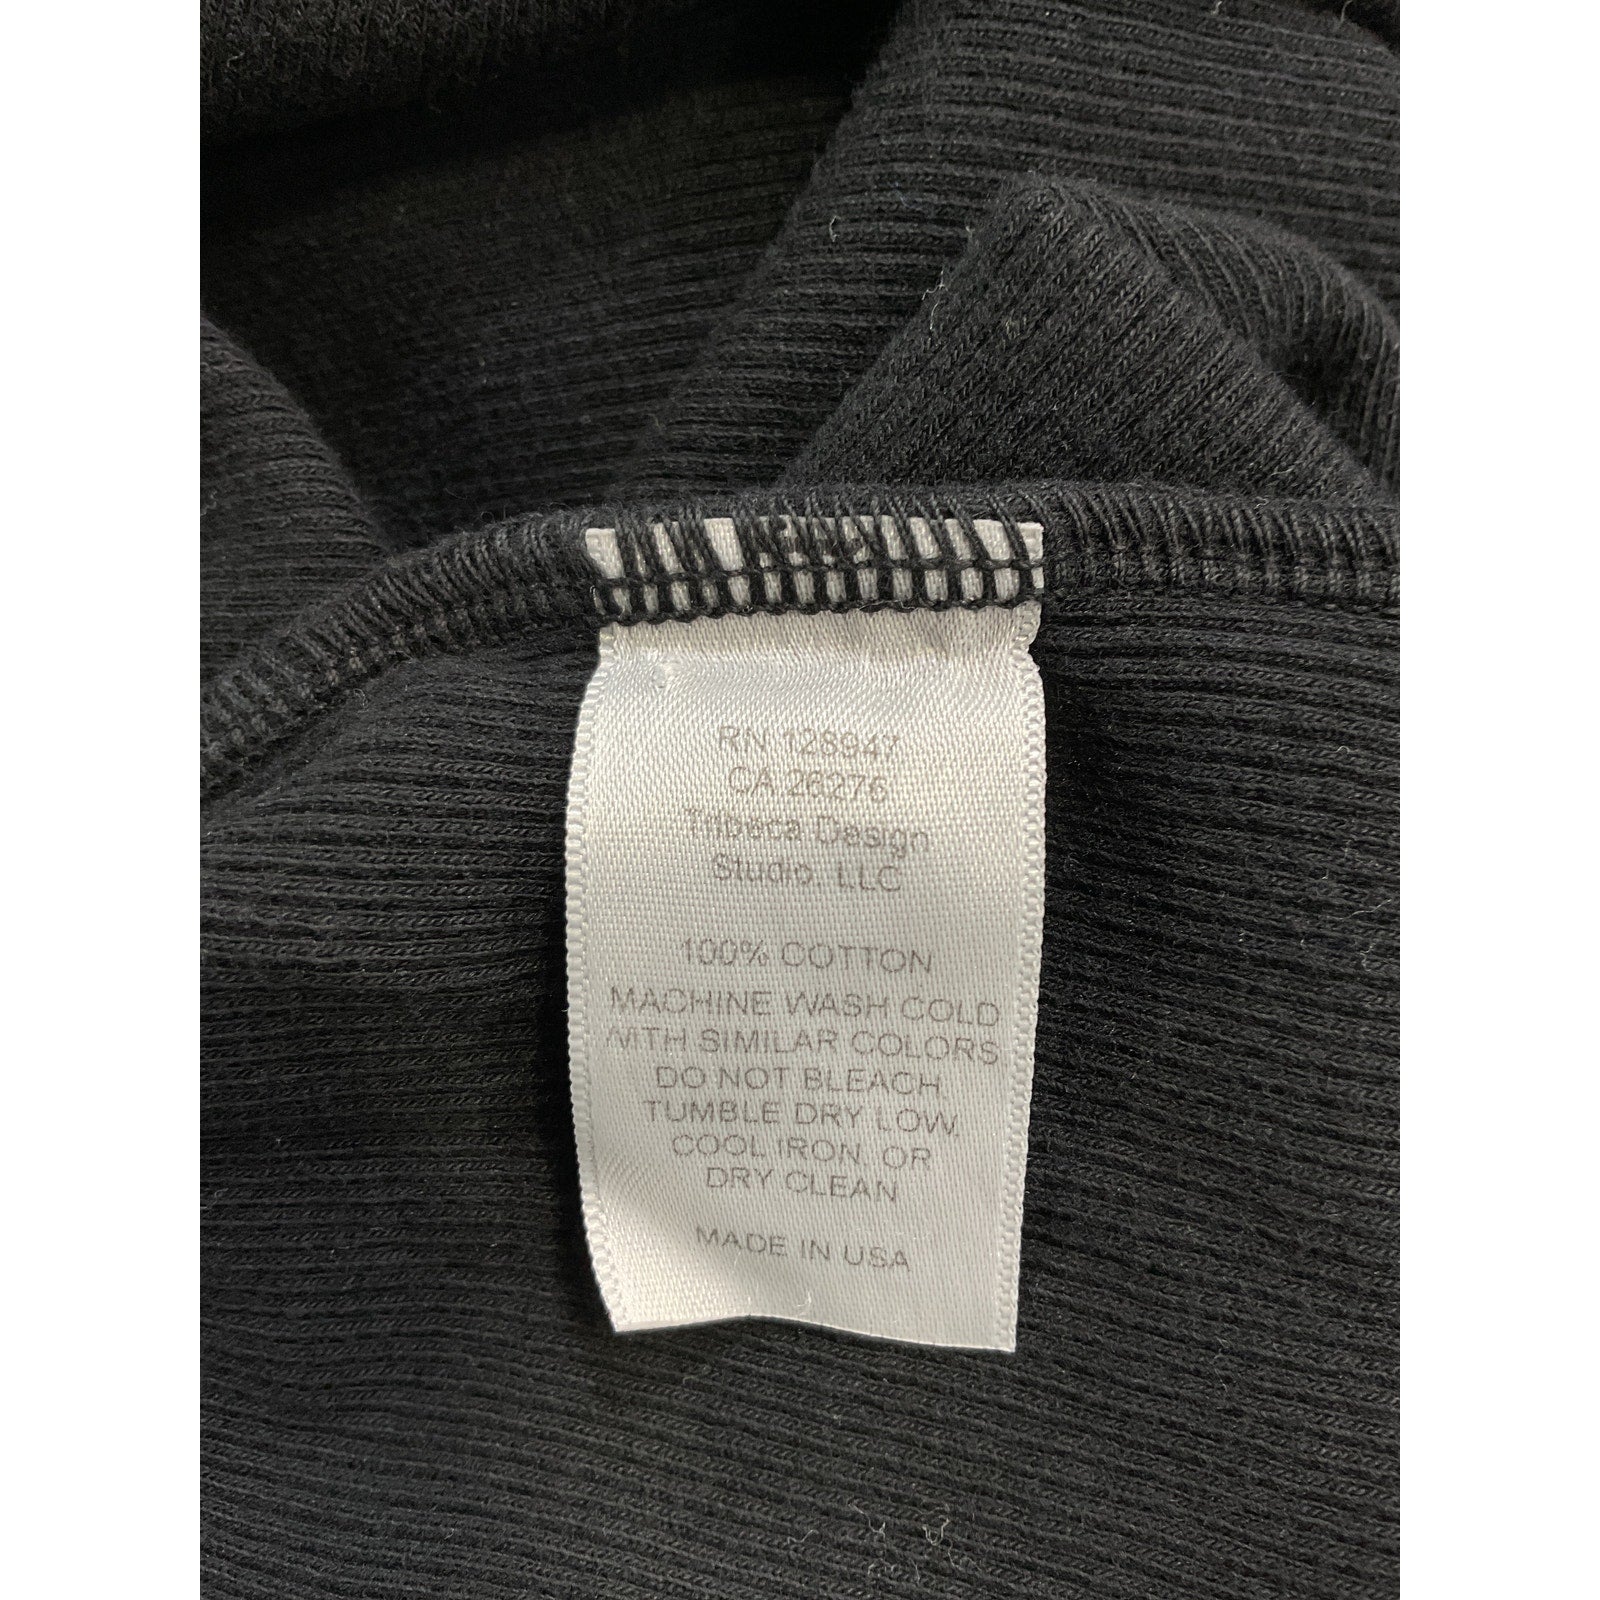 RN 128947
CA 26276
Tribeca Design
Studio, LLC
100% COTTON
MACHINE WASH COLD
WITH SIMILAR COLORS
DO NOT BLEACH.
TUMBLE DRY LOW.
COOL IRON. OR
DRY CLEAN
MADE IN USA